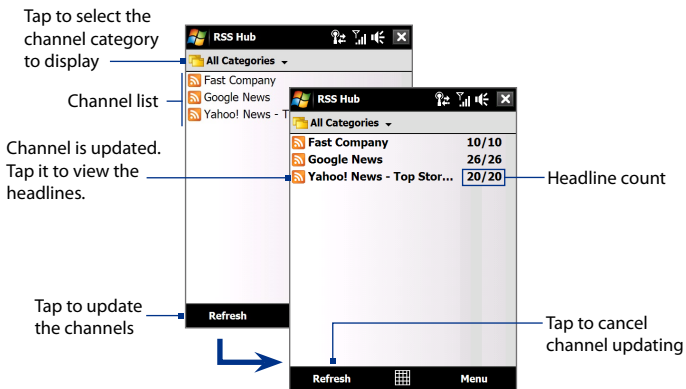 Tap to select the
channel category
to display
Channel list
Channel is updated.
Tap it to view the
headlines.
Tap to update
the channels
RSS Hub
All Categories
Fast Company
Google News
Yahoo! News - T
Refresh
RSS Hub
All Categories
Fast Company 10/10
Google News 26/26
Yahoo! News - Top Stor... 20/20
Refresh Menu
Headline count
Tap to cancel
channel updating